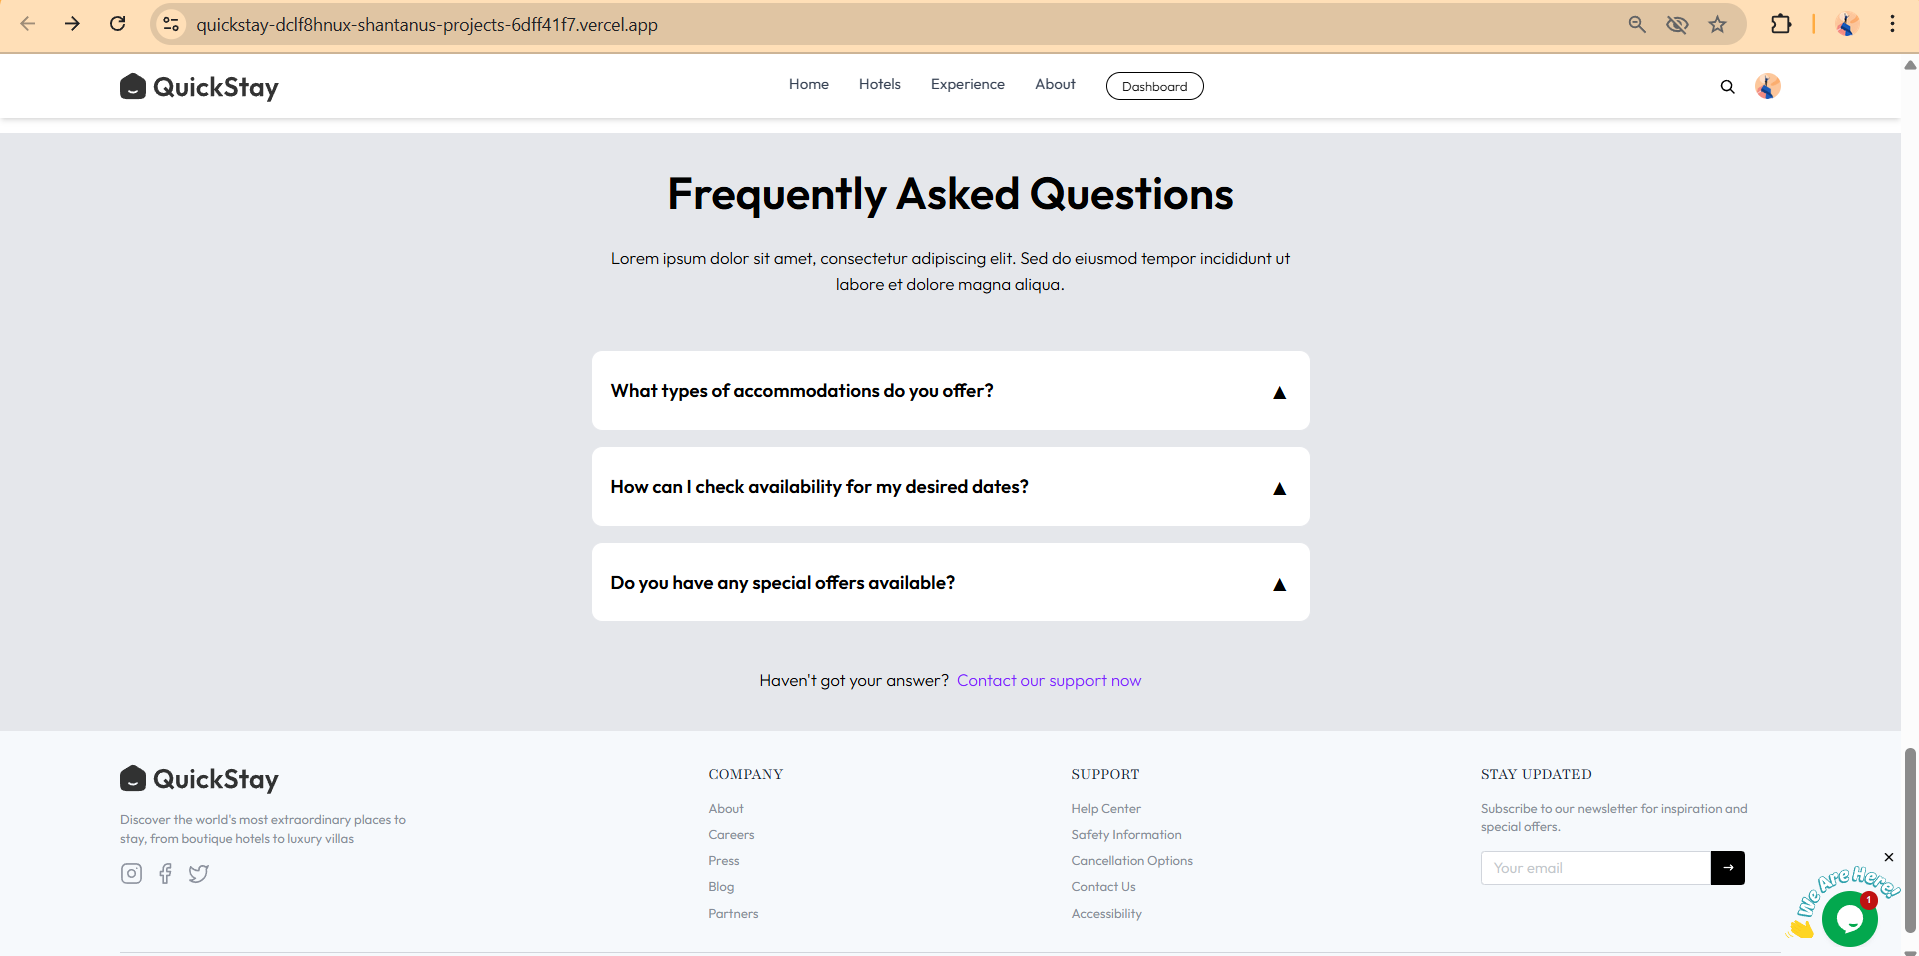 quickstay-dclf8hnux-shantanus-projects-6dff41f7.vercel.app
QuickStay
Home
Hotels
Experience
About
Dashboard
Frequently Asked Questions
Lorem ipsum dolor sit amet, consectetur adipiscing elit. Sed do eiusmod tempor incididunt ut
labore et dolore magna aliqua.
What types of accommodations do you offer?
How can I check availability for my desired dates?
Do you have any special offers available?
Haven't got your answer? Contact our support now
QuickStay
Discover the world's most extraordinary places to
stay, from boutique hotels to luxury villas
COMPANY
About
Careers
Press
Blog
Partners
SUPPORT
Help Center
Safety Information
Cancellation Options
Contact Us
Accessibility
STAY UPDATED
Subscribe to our newsletter for inspiration and
special offers.
Your email
We Are Here!
1